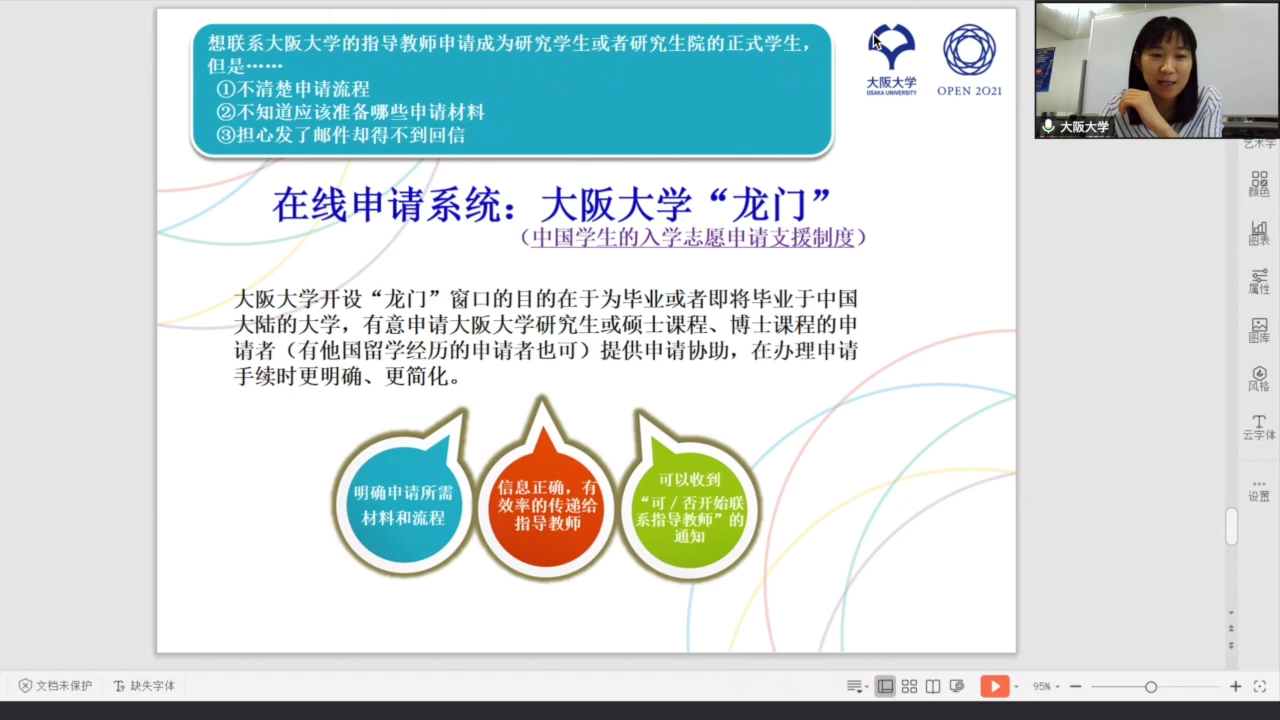 想联系大阪大学的指导教师申请成为研究学生或者研究生院的正式学生，
但是……
①不清楚申请流程
②不知道应该准备哪些申请材料
③担心发了邮件却得不到回信
大阪大学
OSAKA UNIVERSITY
OPEN 2021
大阪大学
在线申请系统：大阪大学“龙门”
（中国学生的入学志愿申请支援制度）
大阪大学开设“龙门”窗口的目的在于为毕业或者即将毕业于中国
大陆的大学，有意申请大阪大学研究生或硕士课程、博士课程的申
请者（有他国留学经历的申请者也可）提供申请协助，在办理申请
手续时更明确、更简化。
明确申请所需
材料和流程
信息正确，有
效率的传递给
指导教师
可以收到
“可／否开始联
系指导教师”的
通知
艺术字
颜色
图表
属性
图库
风格
云字体
设置
文档未保护
缺失字体
95%